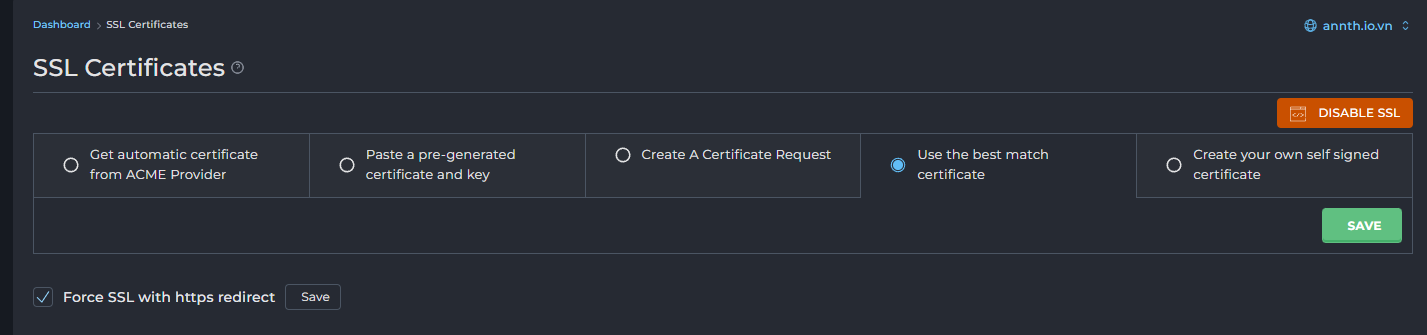 Dashboard > SSL Certificates
annth.io.vn
SSL Certificates
DISABLE SSL
Get automatic certificate
from ACME Provider
Paste a pre-generated
certificate and key
Create A Certificate Request
Use the best match
certificate
Create your own self signed
certificate
SAVE
Force SSL with https redirect
Save